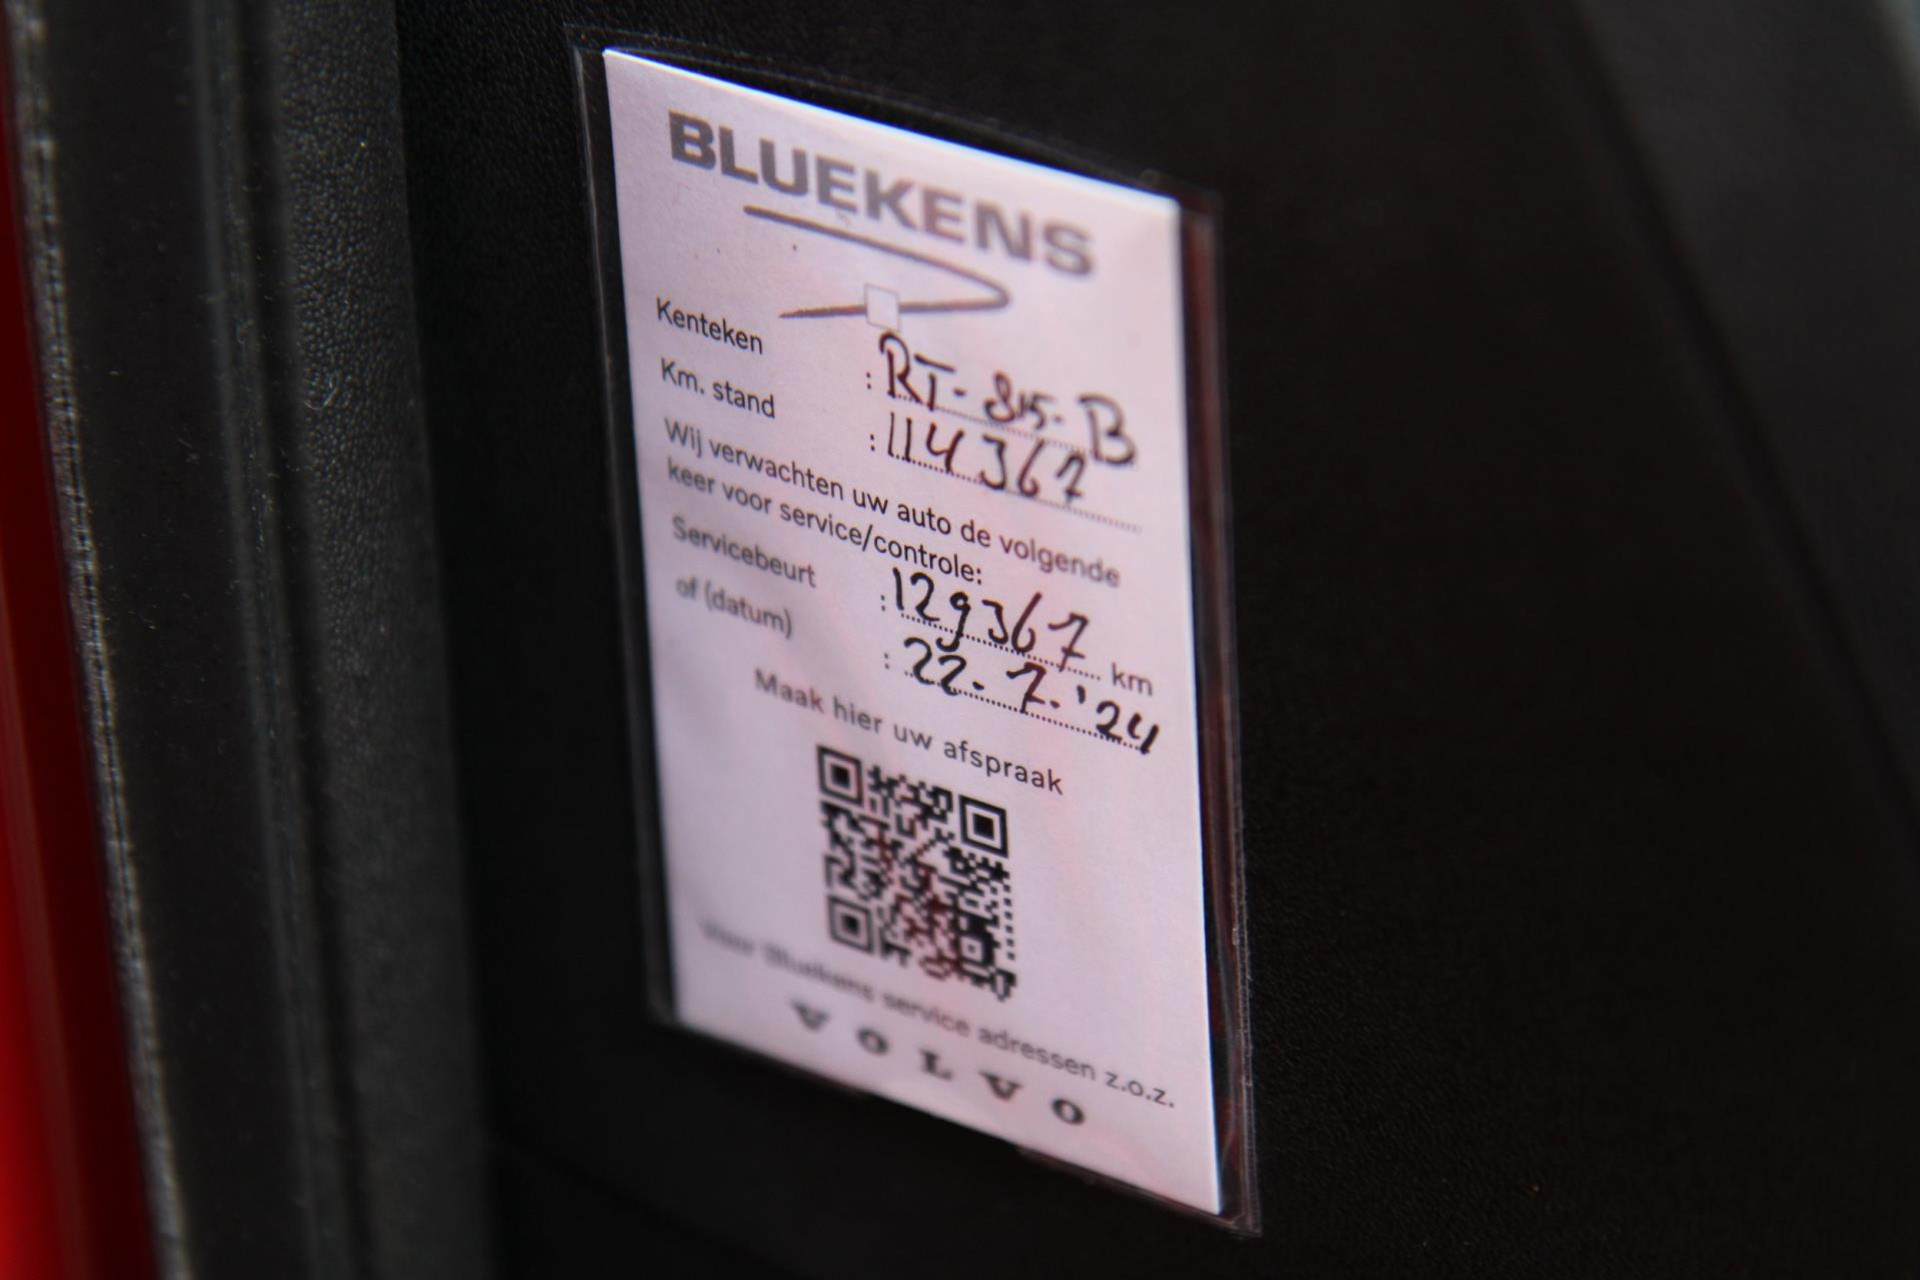 BLUEKENS
Kenteken : RT-815-B
Km. stand : 114367
Wij verwachten uw auto de volgende
keer voor service/controle:
Servicebeurt : 129367 km
of (datum) : 22-7-'24
Maak hier uw afspraak
Voor Bluekens service adressen z.o.z.
VOLVO